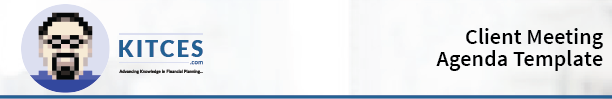 KITCES
.com
Advancing Knowledge in Financial Planning...
Client Meeting
Agenda Template